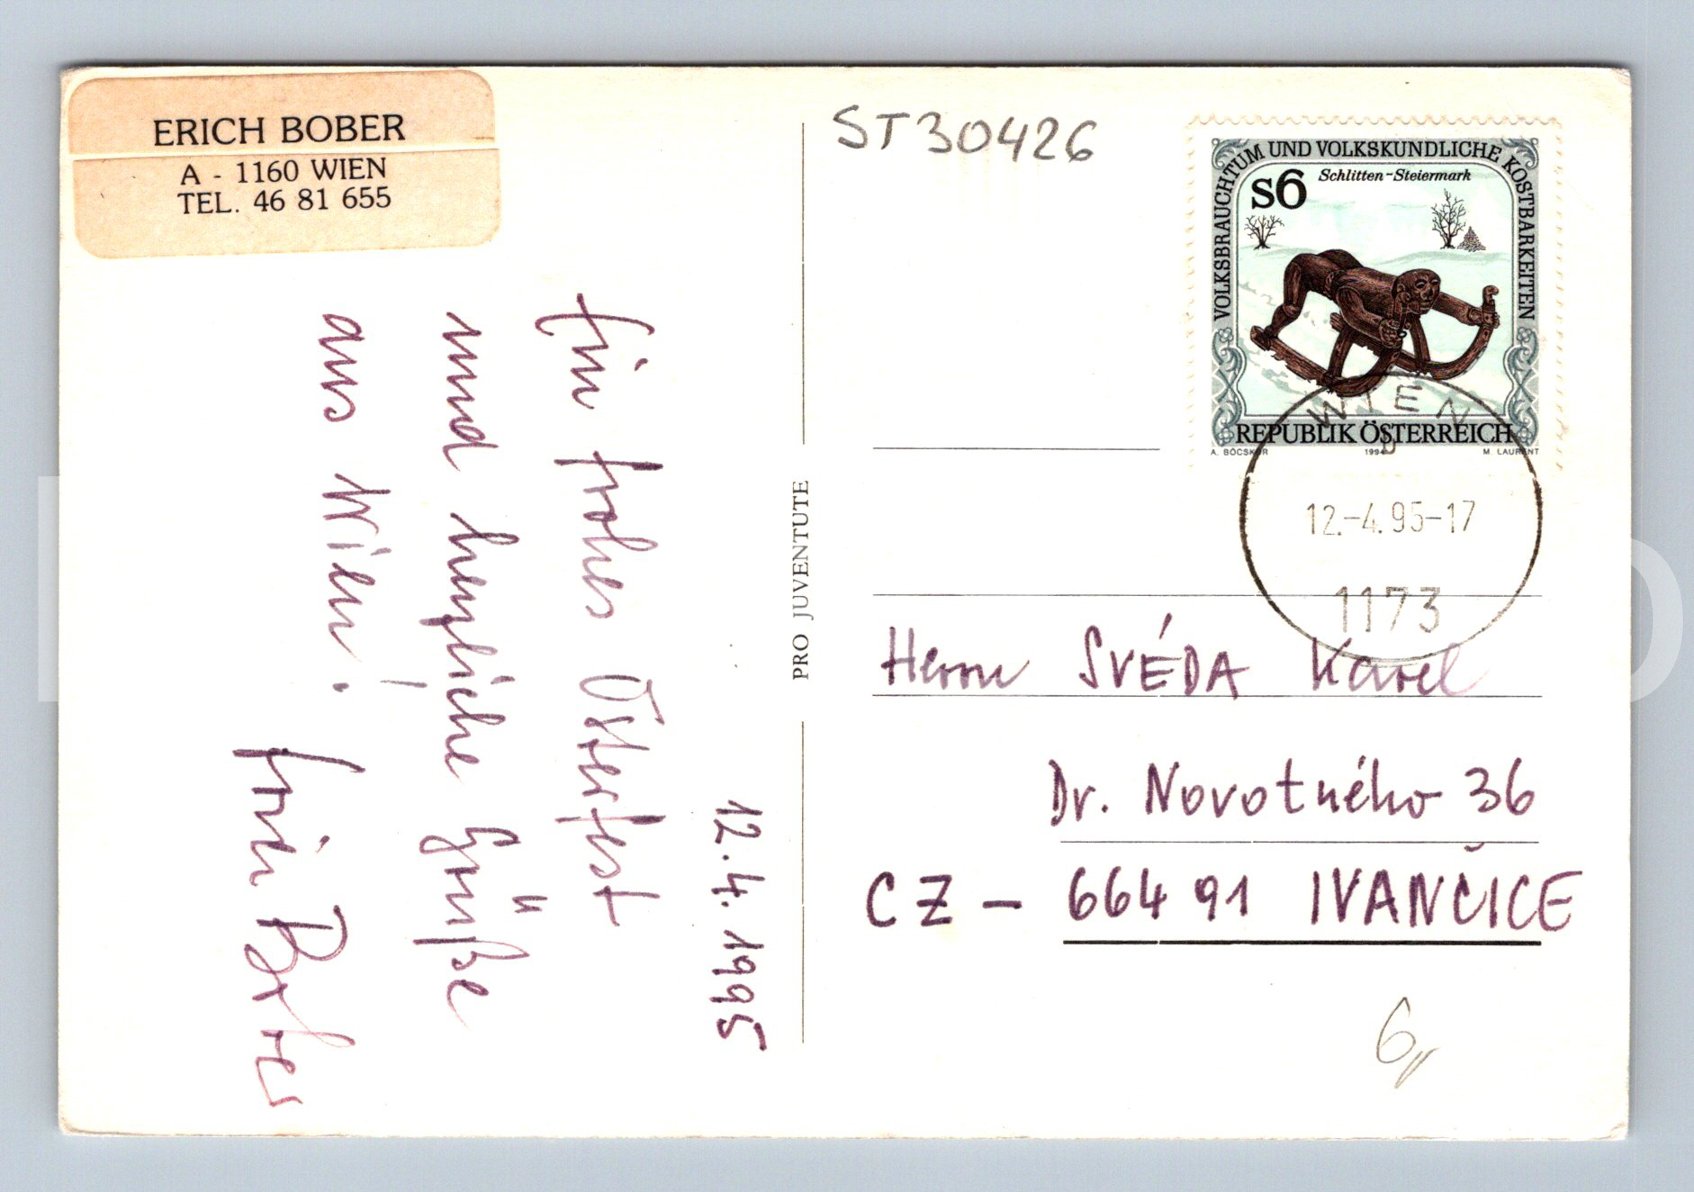 ERICH BOBER
A - 1160 WIEN
TEL. 46 81 655
12.4.1995
Ein frohes Osterfest
und herzliche Grüße
aus Wien!
PRO JUVENTUTE
ST30426
VOLKSBRAUCHTUM UND VOLKSKUNDLICHE KOSTBARKEITEN
S6
Schlitten-Steiermark
REPUBLIK ÖSTERREICH
A. BÖCSKÖR 1994 M. LAURENT
WIEN
12.-4.95-17
1173
Herrn SVÉDA Karel
Dr. Novotného 36
CZ - 664 91 IVANČICE
6,